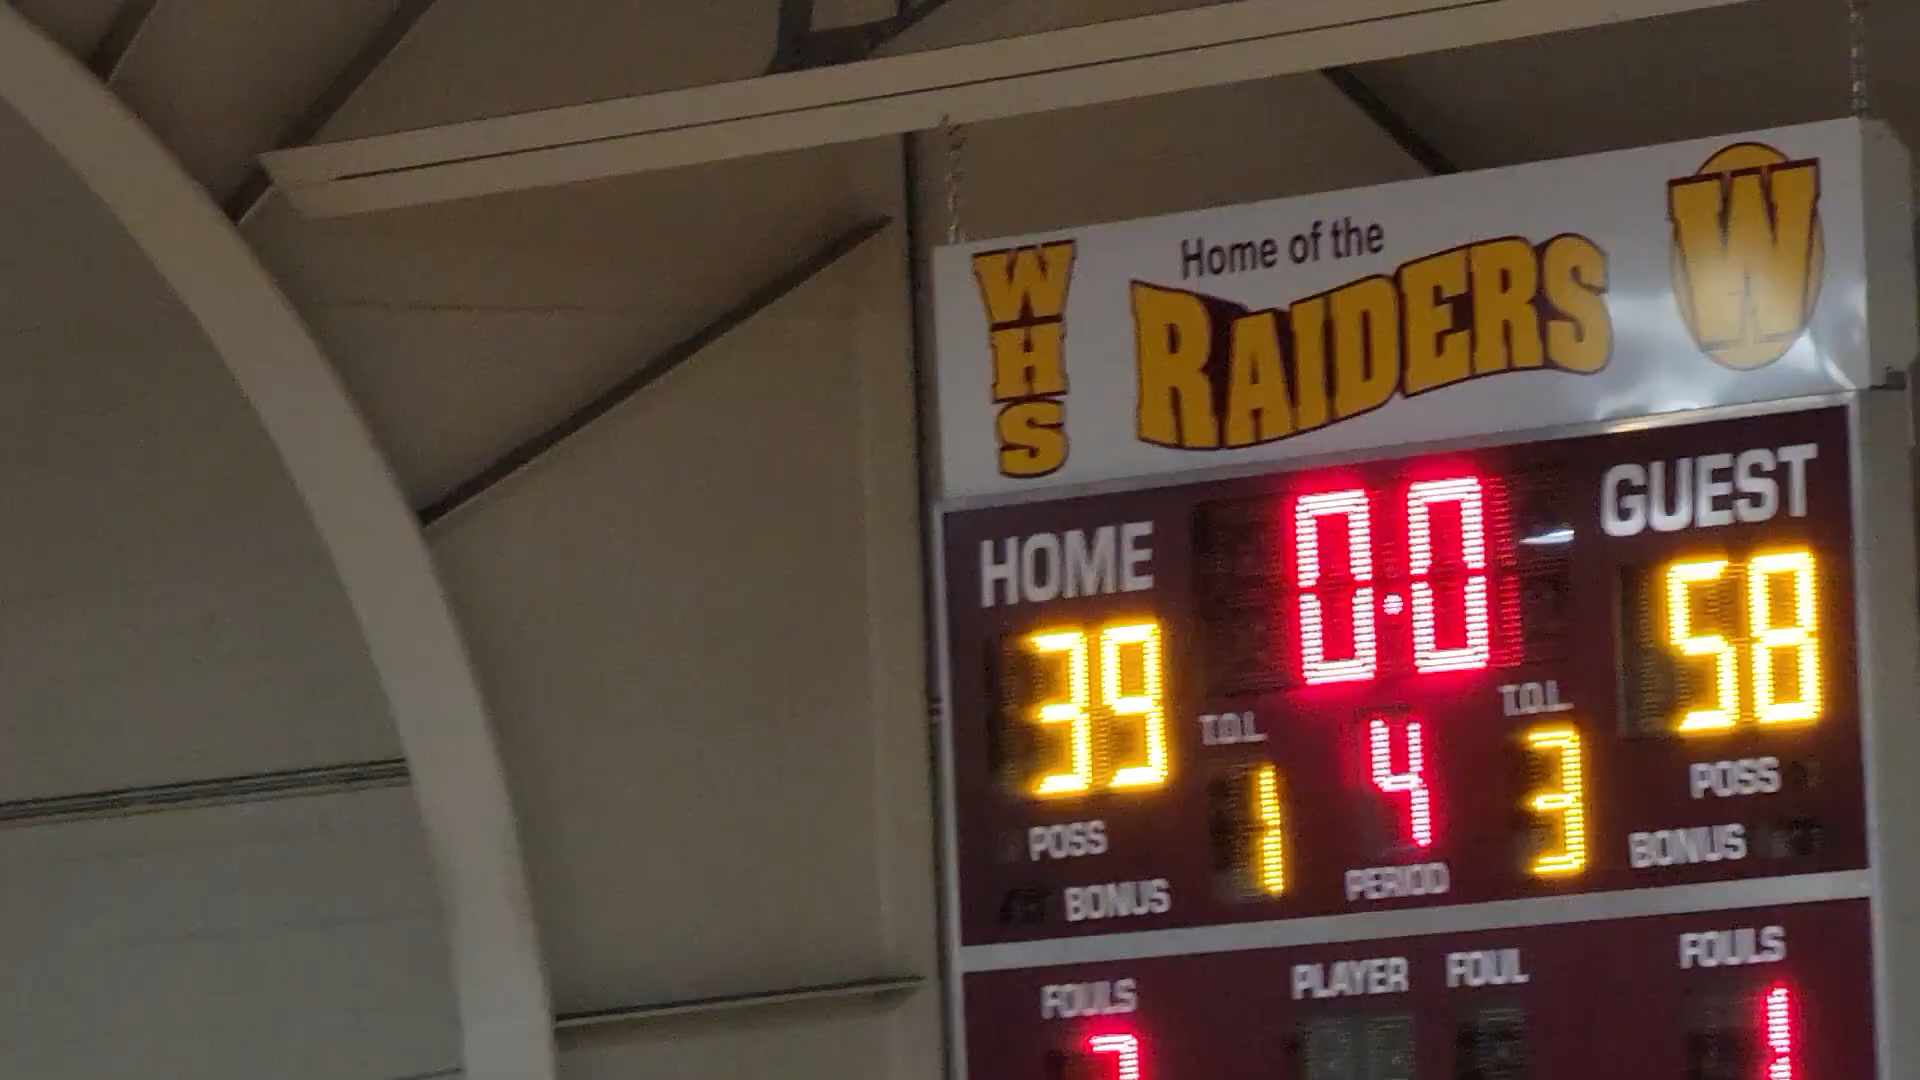 WHS
Home of the
RAIDERS
W
HOME
0.0
GUEST
39
58
T.O.L.
T.O.L.
1
4
3
POSS
POSS
BONUS
PERIOD
BONUS
FOULS
PLAYER
FOUL
FOULS
1